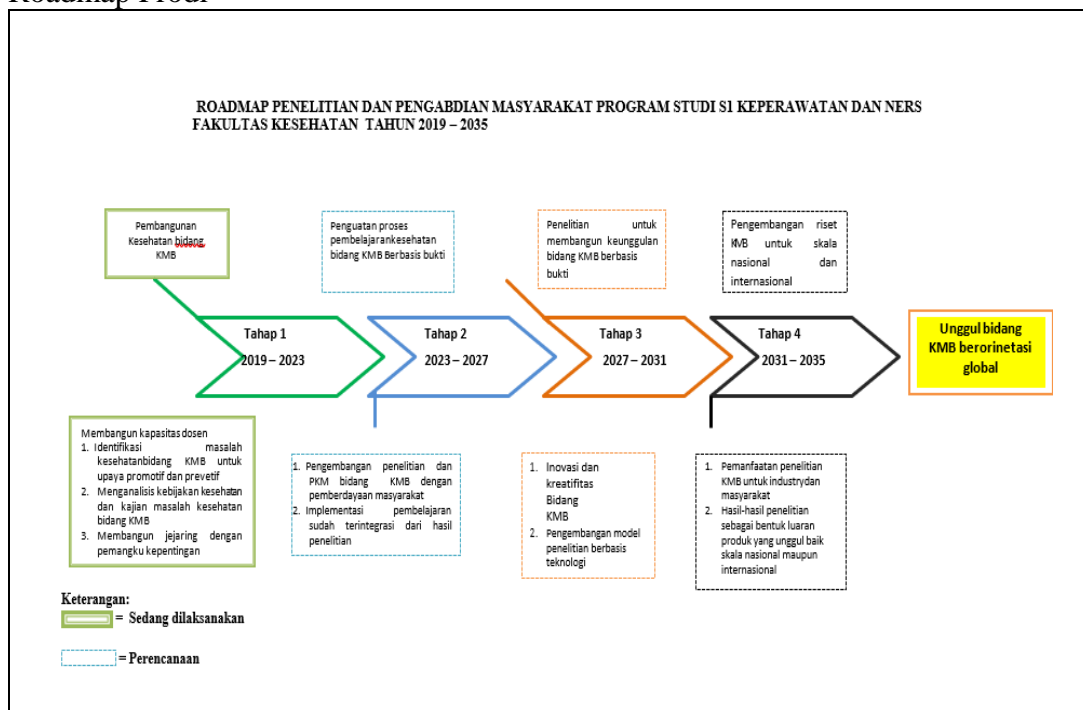 Roadmap Prodi
ROADMAP PENELITIAN DAN PENGABDIAN MASYARAKAT PROGRAM STUDI S1 KEPERAWATAN DAN NERS
FAKULTAS KESEHATAN TAHUN 2019 – 2035
Pembangunan
Kesehatan bidang
KMB
Penguatan proses
pembelajarankesehatan
bidang KMB Berbasis bukti
Penelitian untuk
membangun keunggulan
bidang KMB berbasis
bukti
Pengembangan riset
KMB untuk skala
nasional dan
internasional
Tahap 1
2019 – 2023
Tahap 2
2023 – 2027
Tahap 3
2027 – 2031
Tahap 4
2031 – 2035
Unggul bidang
KMB berorinetasi
global
Membangun kapasitas dosen
1. Identifikasi masalah
kesehatanbidang KMB untuk
upaya promotif dan prevetif
2. Menganalisis kebijakan kesehatan
dan kajian masalah kesehatan
bidang KMB
3. Membangun jejaring dengan
pemangku kepentingan
1. Pengembangan penelitian dan
PKM bidang KMB dengan
pemberdayaan masyarakat
2. Implementasi pembelajaran
sudah terintegrasi dari hasil
penelitian
1. Inovasi dan
kreatifitas
Bidang
KMB
2. Pengembangan model
penelitian berbasis
teknologi
1. Pemanfaatan penelitian
KMB untuk industrydan
masyarakat
2. Hasil-hasil penelitian
sebagai bentuk luaran
produk yang unggul baik
skala nasional maupun
internasional
Keterangan:
= Sedang dilaksanakan
= Perencanaan